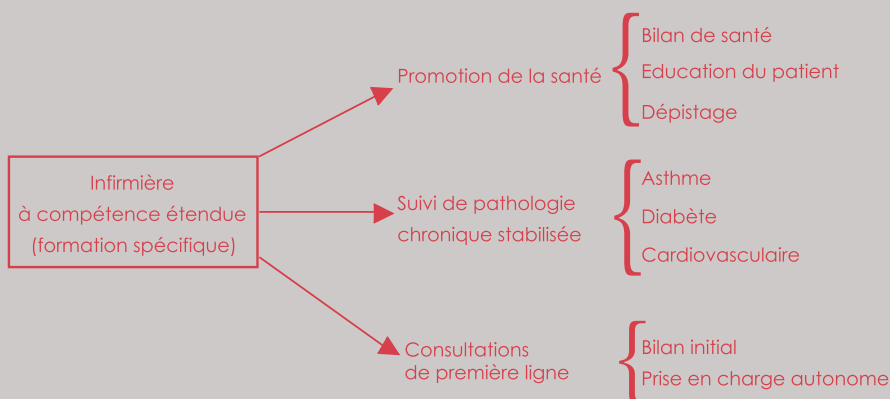 Infirmière
à compétence étendue
(formation spécifique)
Promotion de la santé
Bilan de santé
Education du patient
Dépistage
Suivi de pathologie
chronique stabilisée
Asthme
Diabète
Cardiovasculaire
Consultations
de première ligne
Bilan initial
Prise en charge autonome